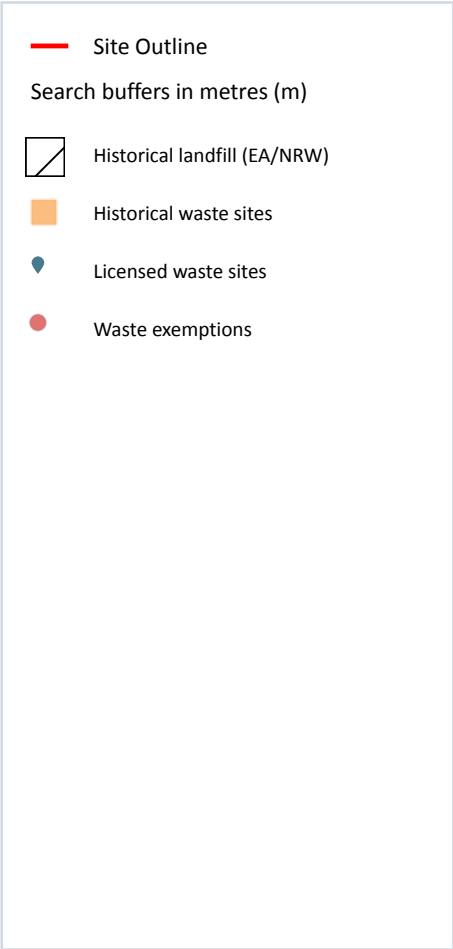 Site Outline
Search buffers in metres (m)
Historical landfill (EA/NRW)
Historical waste sites
Licensed waste sites
Waste exemptions